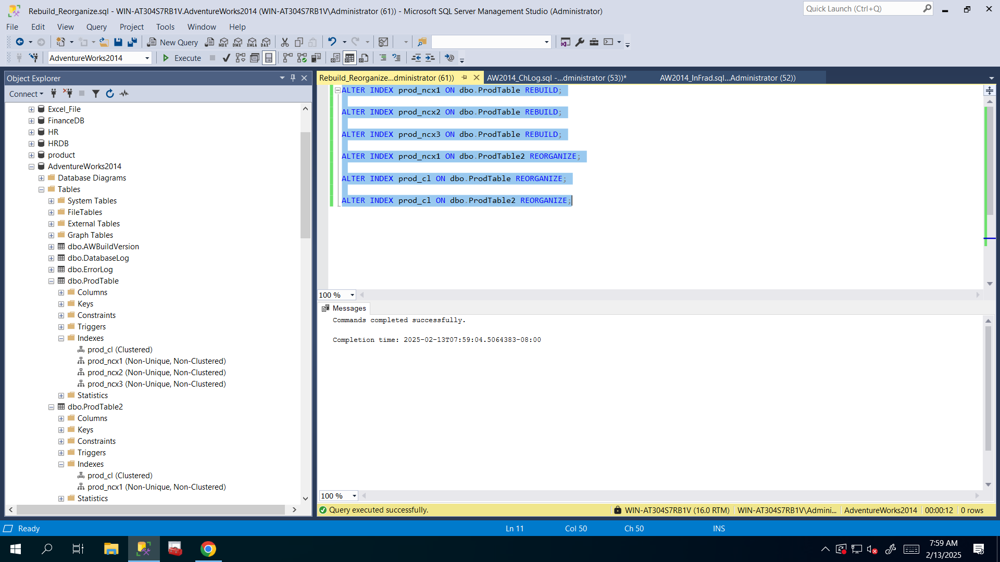 Rebuild_Reorganize.sql - WIN-AT304S7RB1V.AdventureWorks2014 (WIN-AT304S7RB1V\Administrator (61)) - Microsoft SQL Server Management Studio (Administrator)
Quick Launch (Ctrl+Q)
File Edit View Query Project Tools Window Help
New Query MDX DMX XMLA DAX
AdventureWorks2014 Execute
Object Explorer
Connect
Excel_File
FinanceDB
HR
HRDB
product
AdventureWorks2014
Database Diagrams
Tables
System Tables
FileTables
External Tables
Graph Tables
dbo.AWBuildVersion
dbo.DatabaseLog
dbo.ErrorLog
dbo.ProdTable
Columns
Keys
Constraints
Triggers
Indexes
prod_cl (Clustered)
prod_ncx1 (Non-Unique, Non-Clustered)
prod_ncx2 (Non-Unique, Non-Clustered)
prod_ncx3 (Non-Unique, Non-Clustered)
Statistics
dbo.ProdTable2
Columns
Keys
Constraints
Triggers
Indexes
prod_cl (Clustered)
prod_ncx1 (Non-Unique, Non-Clustered)
Statistics
Rebuild_Reorganize...dministrator (61)) AW2014_ChLog.sql -...dministrator (53))* AW2014_InFrad.sql...Administrator (52))
ALTER INDEX prod_ncx1 ON dbo.ProdTable REBUILD;
ALTER INDEX prod_ncx2 ON dbo.ProdTable REBUILD;
ALTER INDEX prod_ncx3 ON dbo.ProdTable REBUILD;
ALTER INDEX prod_ncx1 ON dbo.ProdTable2 REORGANIZE;
ALTER INDEX prod_cl ON dbo.ProdTable REORGANIZE;
ALTER INDEX prod_cl ON dbo.ProdTable2 REORGANIZE;
100 %
Messages
Commands completed successfully.
Completion time: 2025-02-13T07:59:04.5064383-08:00
100 %
Query executed successfully. WIN-AT304S7RB1V (16.0 RTM) WIN-AT304S7RB1V\Admini... AdventureWorks2014 00:00:12 0 rows
Ready Ln 11 Col 50 Ch 50 INS
7:59 AM
2/13/2025